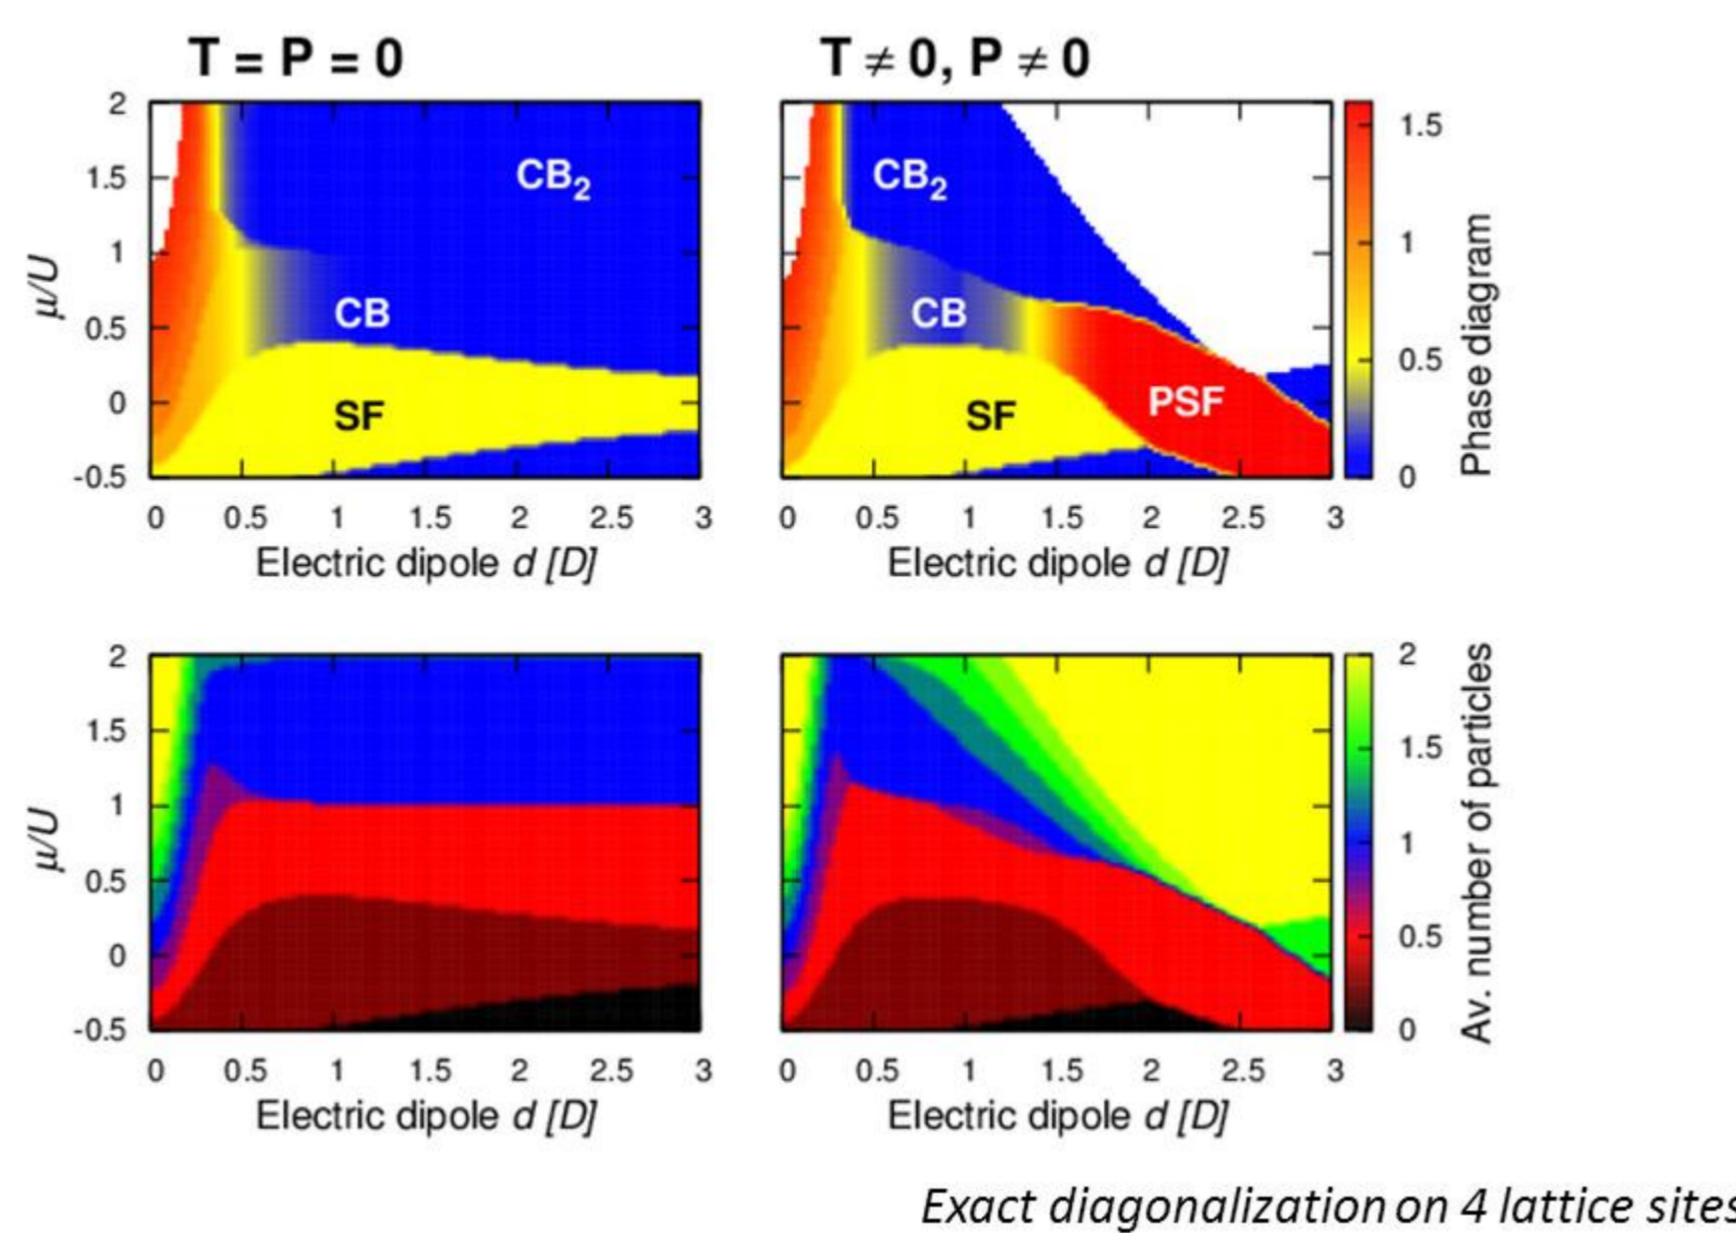 T = P = 0
T ≠ 0, P ≠ 0
2
1.5
1
0.5
0
-0.5
μ/U
CB2
CB
SF
0 0.5 1 1.5 2 2.5 3
Electric dipole d [D]
CB2
CB
SF
PSF
0 0.5 1 1.5 2 2.5 3
Electric dipole d [D]
1.5
1
0.5
0
Phase diagram
2
1.5
1
0.5
0
-0.5
μ/U
0 0.5 1 1.5 2 2.5 3
Electric dipole d [D]
0 0.5 1 1.5 2 2.5 3
Electric dipole d [D]
2
1.5
1
0.5
0
Av. number of particles
Exact diagonalization on 4 lattice sites